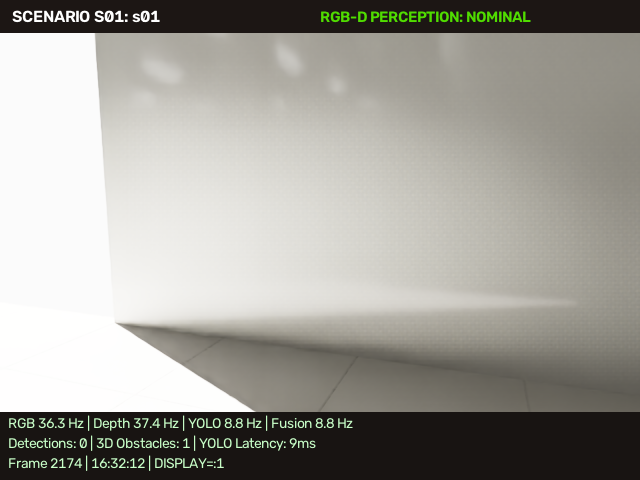 SCENARIO S01: s01
RGB-D PERCEPTION: NOMINAL
RGB 36.3 Hz | Depth 37.4 Hz | YOLO 8.8 Hz | Fusion 8.8 Hz
Detections: 0 | 3D Obstacles: 1 | YOLO Latency: 9ms
Frame 2174 | 16:32:12 | DISPLAY=:1